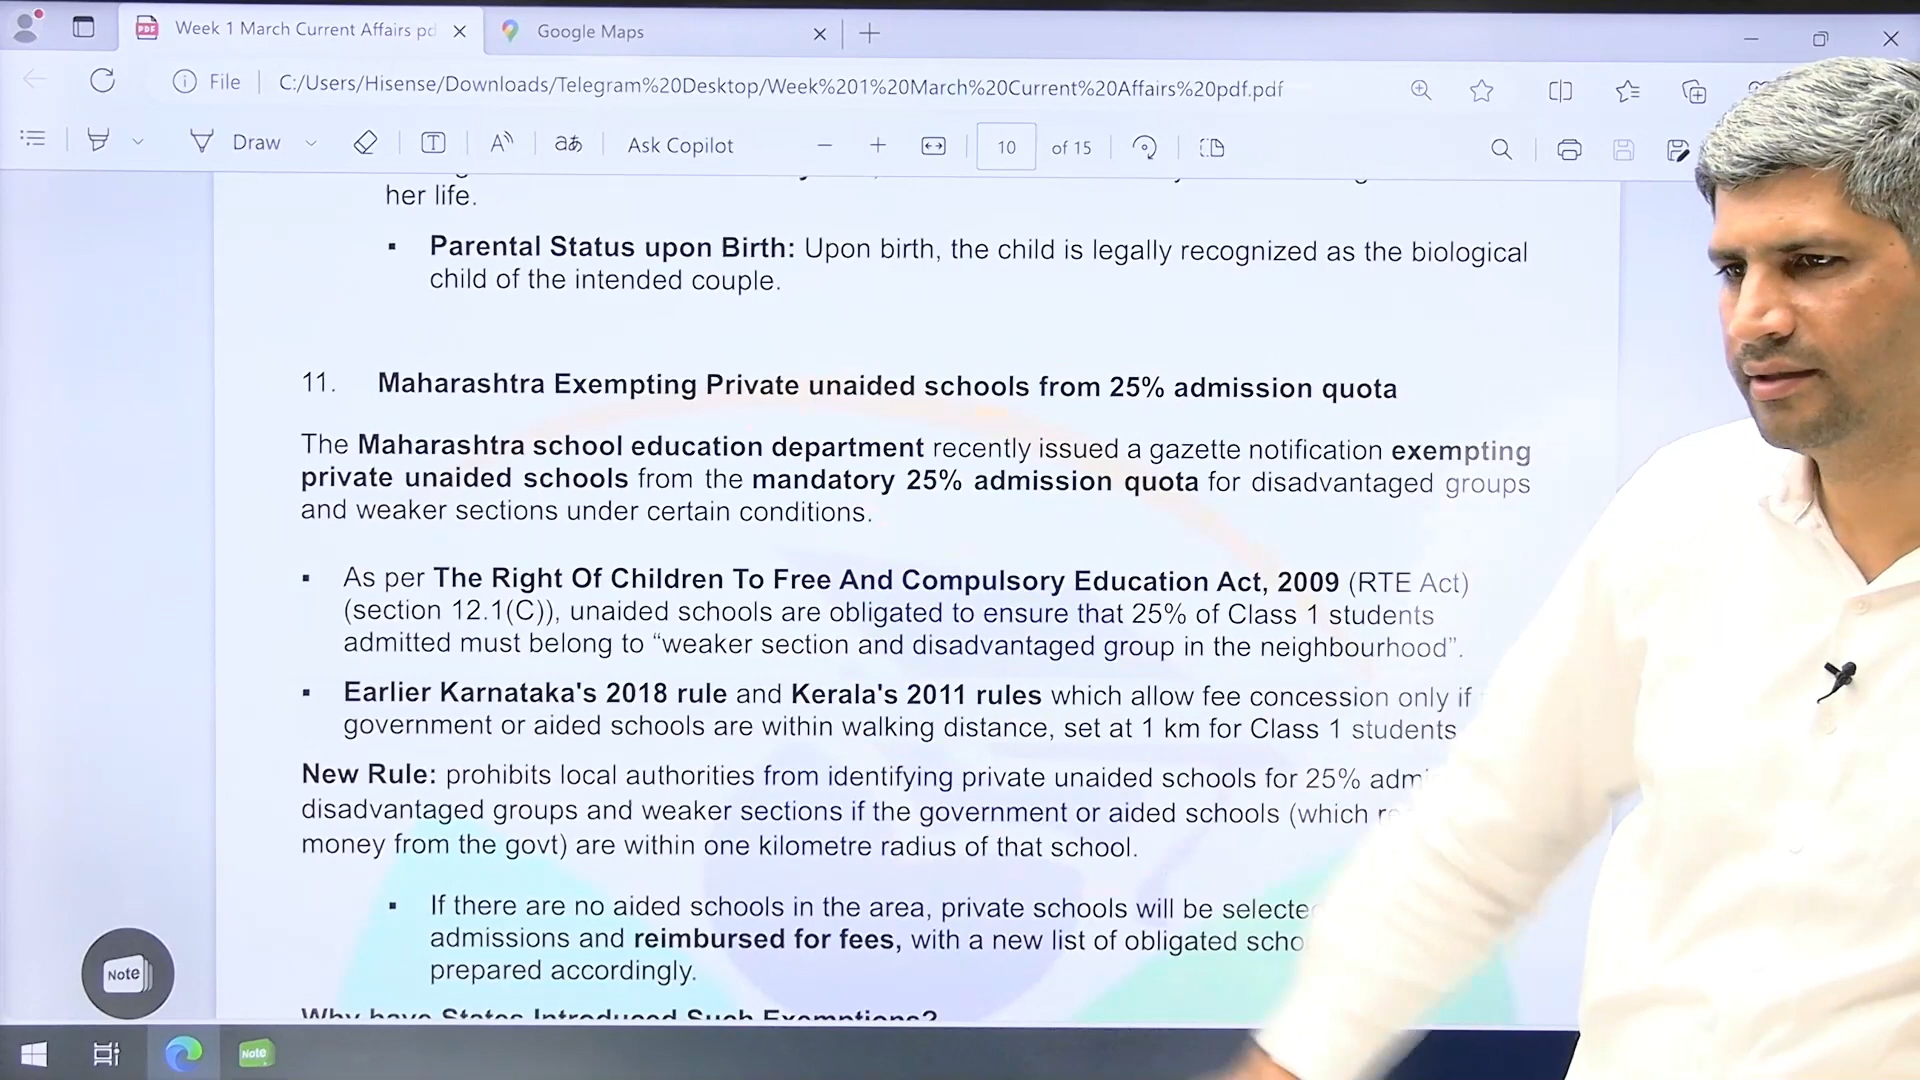 Week 1 March Current Affairs pd
Google Maps
File
C:/Users/Hisense/Downloads/Telegram%20Desktop/Week%201%20March%20Current%20Affairs%20pdf.pdf
Draw
aあ
Ask Copilot
10 of 15
her life.
▪ Parental Status upon Birth: Upon birth, the child is legally recognized as the biological
child of the intended couple.
11. Maharashtra Exempting Private unaided schools from 25% admission quota
The Maharashtra school education department recently issued a gazette notification exempting
private unaided schools from the mandatory 25% admission quota for disadvantaged groups
and weaker sections under certain conditions.
▪ As per The Right Of Children To Free And Compulsory Education Act, 2009 (RTE Act)
(section 12.1(C)), unaided schools are obligated to ensure that 25% of Class 1 students
admitted must belong to “weaker section and disadvantaged group in the neighbourhood”.
▪ Earlier Karnataka's 2018 rule and Kerala's 2011 rules which allow fee concession only if
government or aided schools are within walking distance, set at 1 km for Class 1 students
New Rule: prohibits local authorities from identifying private unaided schools for 25%
disadvantaged groups and weaker sections if the government or aided schools (which
money from the govt) are within one kilometre radius of that school.
▪ If there are no aided schools in the area, private schools will be
admissions and reimbursed for fees, with a new list of obligated
prepared accordingly.
Why have States Introduced Such Exemptions?
Note
Note